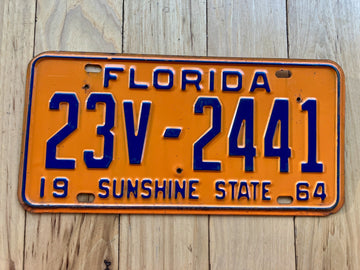 FLORIDA
23V-2441
19 SUNSHINE STATE 64